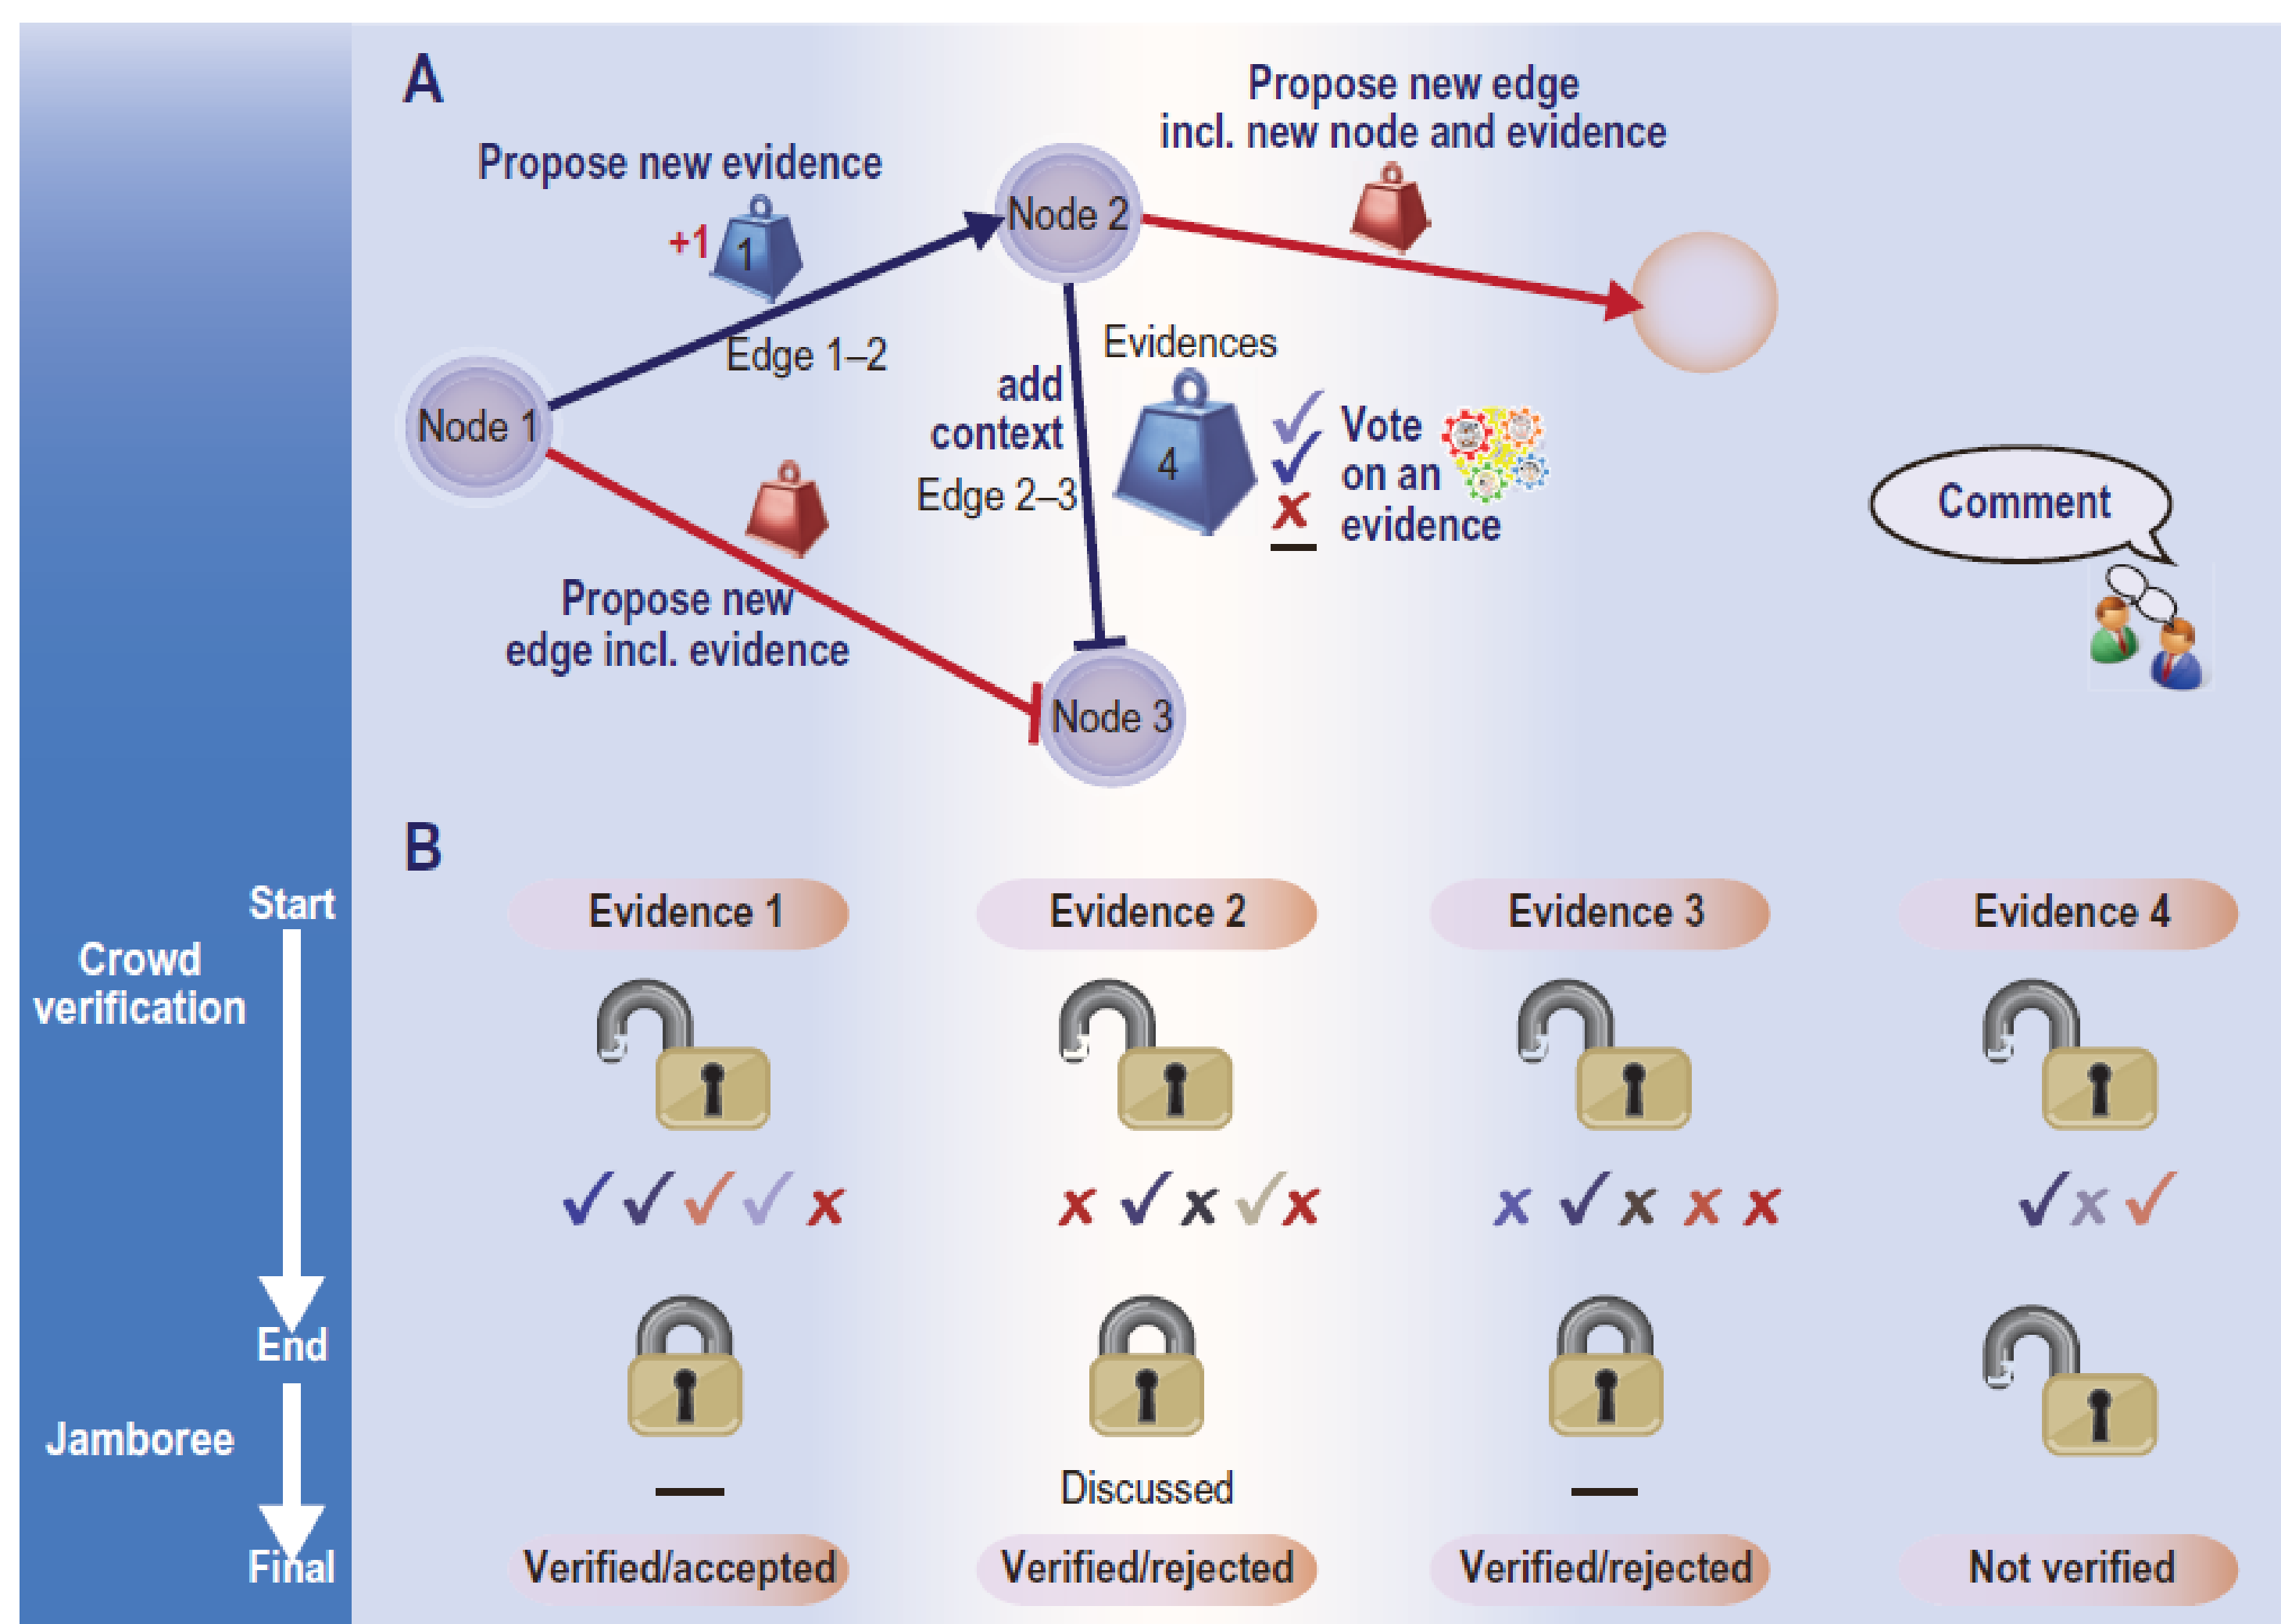 A
Propose new evidence
+1
1
Edge 1–2
Node 1
Node 2
Propose new edge
incl. new node and evidence
Evidences
add
context
Edge 2–3
4
Vote
on an
evidence
Comment
Propose new
edge incl. evidence
Node 3
B
Start
Crowd
verification
End
Jamboree
Final
Evidence 1
Evidence 2
Evidence 3
Evidence 4
Discussed
Verified/accepted
Verified/rejected
Verified/rejected
Not verified